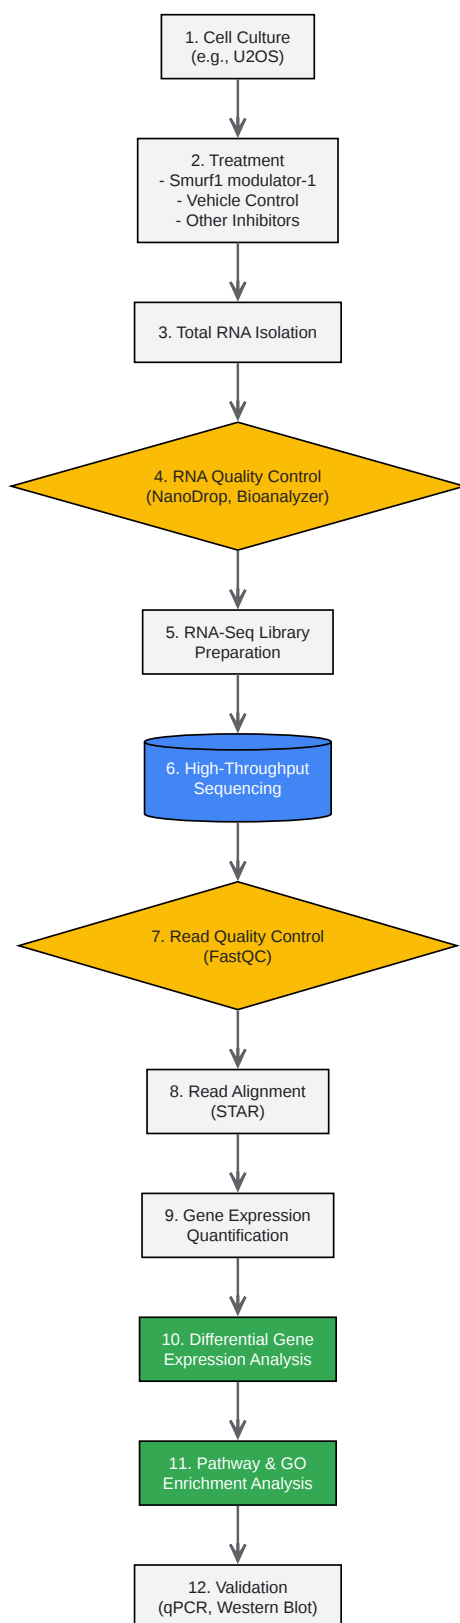 1. Cell Culture
(e.g., U2OS)
2. Treatment
- Smurf1 modulator-1
- Vehicle Control
- Other Inhibitors
3. Total RNA Isolation
4. RNA Quality Control
(NanoDrop, Bioanalyzer)
5. RNA-Seq Library
Preparation
6. High-Throughput
Sequencing
7. Read Quality Control
(FastQC)
8. Read Alignment
(STAR)
9. Gene Expression
Quantification
10. Differential Gene
Expression Analysis
11. Pathway & GO
Enrichment Analysis
12. Validation
(qPCR, Western Blot)